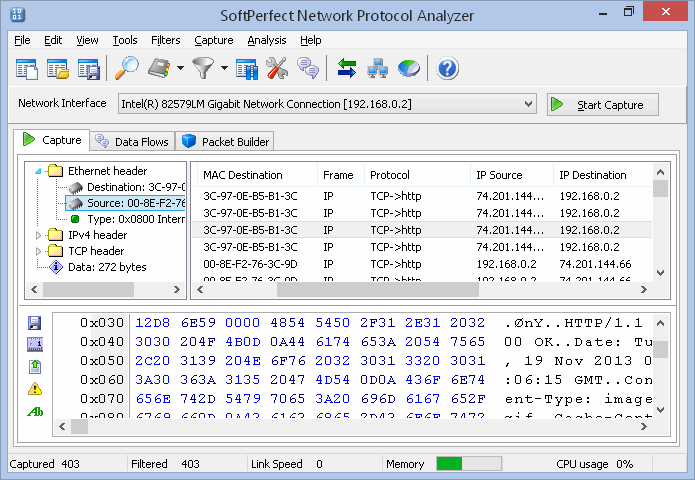 SoftPerfect Network Protocol Analyzer
File Edit View Tools Filters Capture Analysis Help
Network Interface Intel(R) 82579LM Gigabit Network Connection [192.168.0.2] Start Capture
Capture Data Flows Packet Builder
Ethernet header
Destination: 3C-97-0
Source: 00-8E-F2-76
Type: 0x0800 Intern
IPv4 header
TCP header
Data: 272 bytes
MAC Destination Frame Protocol IP Source IP Destination
3C-97-0E-B5-B1-3C IP TCP->http 74.201.144... 192.168.0.2
3C-97-0E-B5-B1-3C IP TCP->http 74.201.144... 192.168.0.2
3C-97-0E-B5-B1-3C IP TCP->http 74.201.144... 192.168.0.2
3C-97-0E-B5-B1-3C IP TCP->http 74.201.144... 192.168.0.2
00-8E-F2-76-3C-9D IP TCP->http 192.168.0.2 74.201.144.66
00-8E-F2-76-3C-9D IP TCP->http 192.168.0.2 74.201.144.66
0x030 12D8 6E59 0000 4854 5450 2F31 2E31 2032 .ØnY..HTTP/1.1
0x040 3030 204F 4B0D 0A44 6174 653A 2054 7565 00 OK..Date: Tu
0x050 2C20 3139 204E 6F76 2032 3031 3320 3031 , 19 Nov 2013 0
0x060 3A30 363A 3135 2047 4D54 0D0A 436F 6E74 :06:15 GMT..Con
0x070 656E 742D 5479 7065 3A20 696D 6167 652F ent-Type: image
0x080 6769 660D 0A43 6163 6865 2D43 6F6E 7472 gif..Cache-Cont
Ab
Captured 403 Filtered 403 Link Speed 0 Memory CPU usage 0%